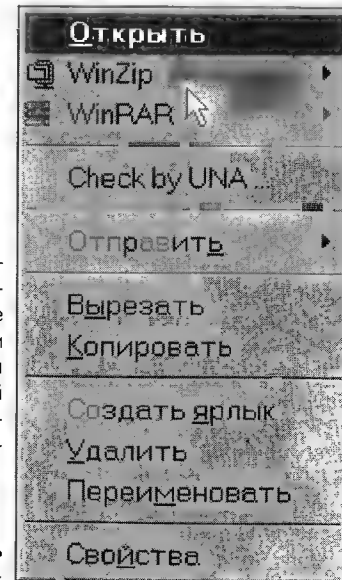 Открыть
WinZip
WinRAR
Check by UNA ...
Отправить
Вырезать
Копировать
Создать ярлык
Удалить
Переименовать
Свойства